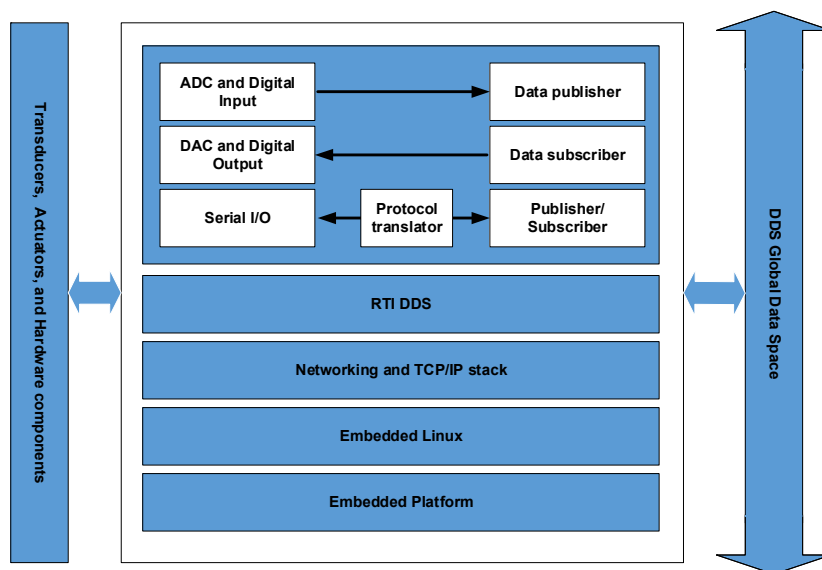 Transducers, Actuators, and Hardware components
ADC and Digital
Input
Data publisher
DAC and Digital
Output
Data subscriber
Serial I/O
Protocol
translator
Publisher/
Subscriber
RTI DDS
Networking and TCP/IP stack
Embedded Linux
Embedded Platform
DDS Global Data Space